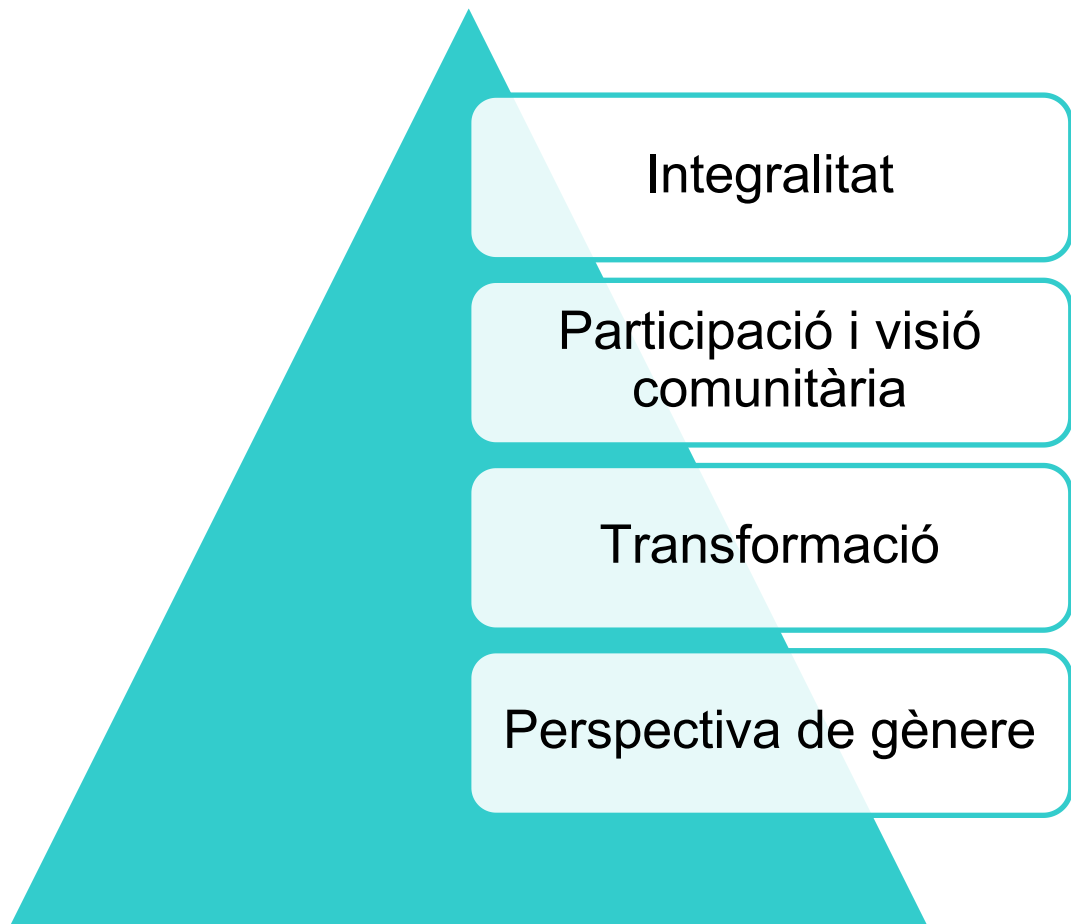 Integralitat
Participació i visió
comunitària
Transformació
Perspectiva de gènere